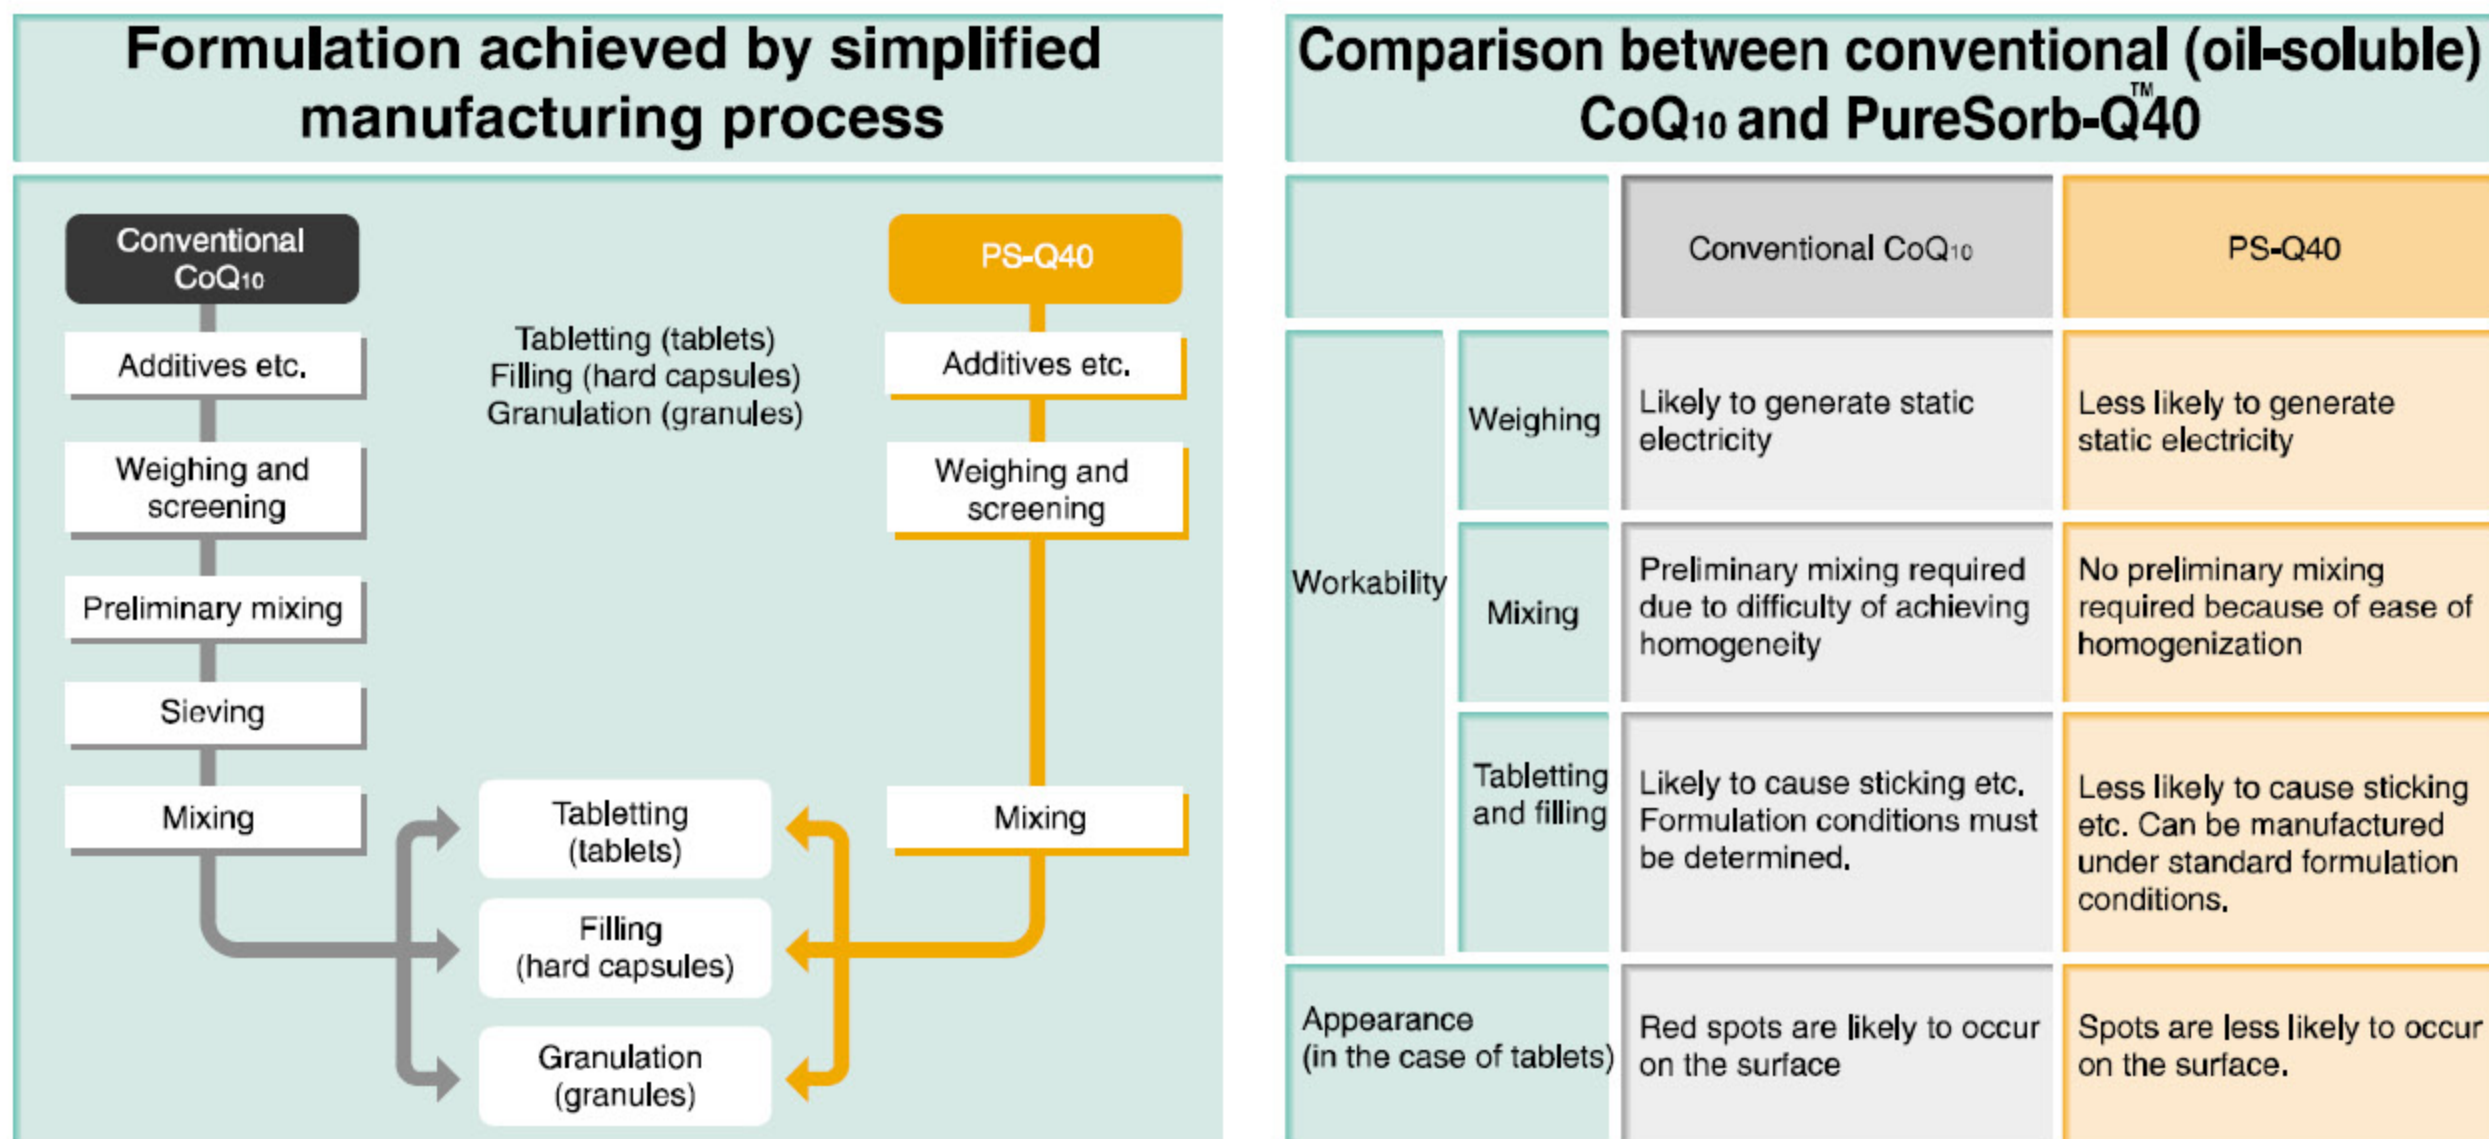 Formulation achieved by simplified
manufacturing process
Conventional
CoQ10
Additives etc.
Weighing and
screening
Preliminary mixing
Sieving
Mixing
Tabletting (tablets)
Filling (hard capsules)
Granulation (granules)
PS-Q40
Additives etc.
Weighing and
screening
Mixing
Tabletting
(tablets)
Filling
(hard capsules)
Granulation
(granules)
Comparison between conventional (oil-soluble)
CoQ10 and PureSorb-Q™40
Conventional CoQ10
PS-Q40
Workability
Weighing
Likely to generate static
electricity
Less likely to generate
static electricity
Mixing
Preliminary mixing required
due to difficulty of achieving
homogeneity
No preliminary mixing
required because of ease of
homogenization
Tabletting
and filling
Likely to cause sticking etc.
Formulation conditions must
be determined.
Less likely to cause sticking
etc. Can be manufactured
under standard formulation
conditions.
Appearance
(in the case of tablets)
Red spots are likely to occur
on the surface
Spots are less likely to occur
on the surface.